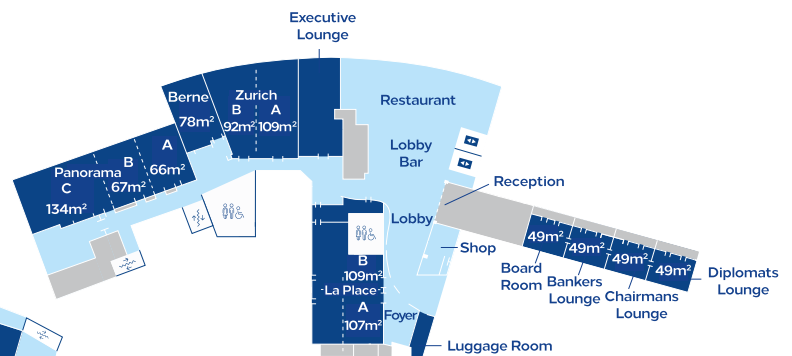 Executive
Lounge
Berne
78m²
Zurich
B
A
92m²
109m²
Restaurant
Lobby
Bar
Panorama
C
134m²
B
67m²
A
66m²
Reception
Lobby
Shop
B
109m²
La Place
A
107m²
Foyer
49m²
49m²
49m²
49m²
Board
Room
Bankers
Lounge
Chairmans
Lounge
Diplomats
Lounge
Luggage Room